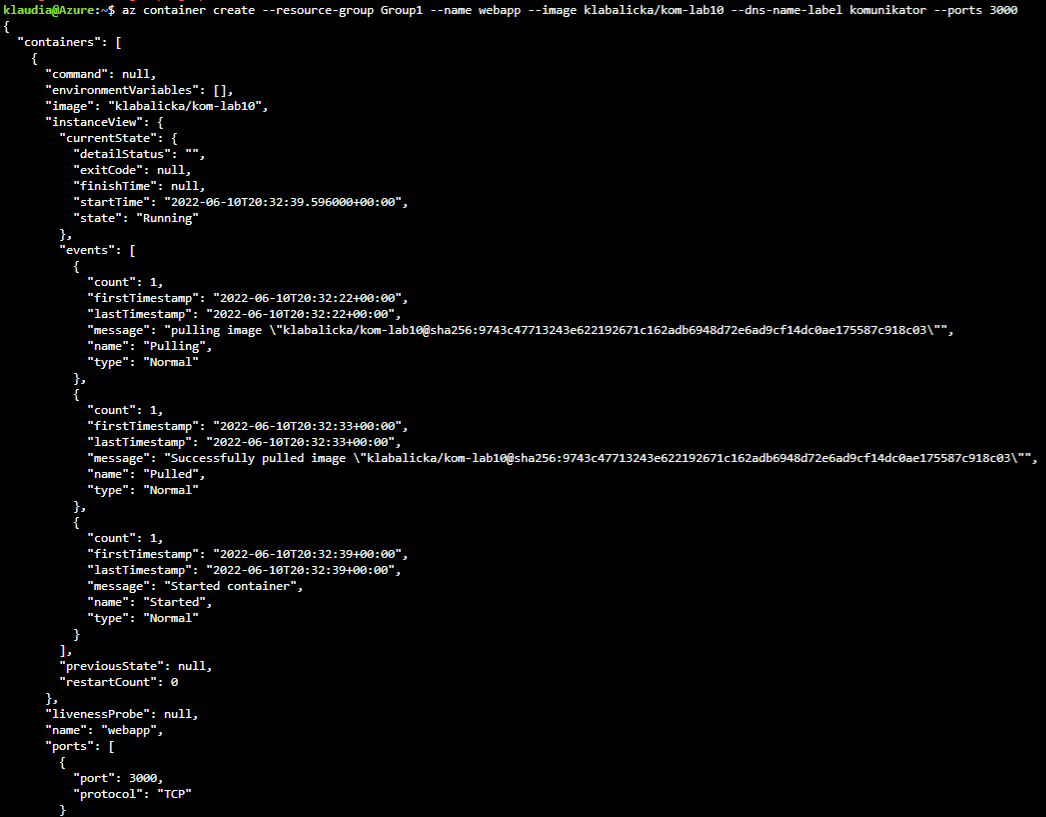 klaudia@Azure:~$ az container create --resource-group Group1 --name webapp --image klabalicka/kom-lab10 --dns-name-label komunikator --ports 3000
{
  "containers": [
    {
      "command": null,
      "environmentVariables": [],
      "image": "klabalicka/kom-lab10",
      "instanceView": {
        "currentState": {
          "detailStatus": "",
          "exitCode": null,
          "finishTime": null,
          "startTime": "2022-06-10T20:32:39.596000+00:00",
          "state": "Running"
        },
        "events": [
          {
            "count": 1,
            "firstTimestamp": "2022-06-10T20:32:22+00:00",
            "lastTimestamp": "2022-06-10T20:32:22+00:00",
            "message": "pulling image \"klabalicka/kom-lab10@sha256:9743c47713243e622192671c162adb6948d72e6ad9cf14dc0ae175587c918c03\"",
            "name": "Pulling",
            "type": "Normal"
          },
          {
            "count": 1,
            "firstTimestamp": "2022-06-10T20:32:33+00:00",
            "lastTimestamp": "2022-06-10T20:32:33+00:00",
            "message": "Successfully pulled image \"klabalicka/kom-lab10@sha256:9743c47713243e622192671c162adb6948d72e6ad9cf14dc0ae175587c918c03\"",
            "name": "Pulled",
            "type": "Normal"
          },
          {
            "count": 1,
            "firstTimestamp": "2022-06-10T20:32:39+00:00",
            "lastTimestamp": "2022-06-10T20:32:39+00:00",
            "message": "Started container",
            "name": "Started",
            "type": "Normal"
          }
        ],
        "previousState": null,
        "restartCount": 0
      },
      "livenessProbe": null,
      "name": "webapp",
      "ports": [
        {
          "port": 3000,
          "protocol": "TCP"
        }